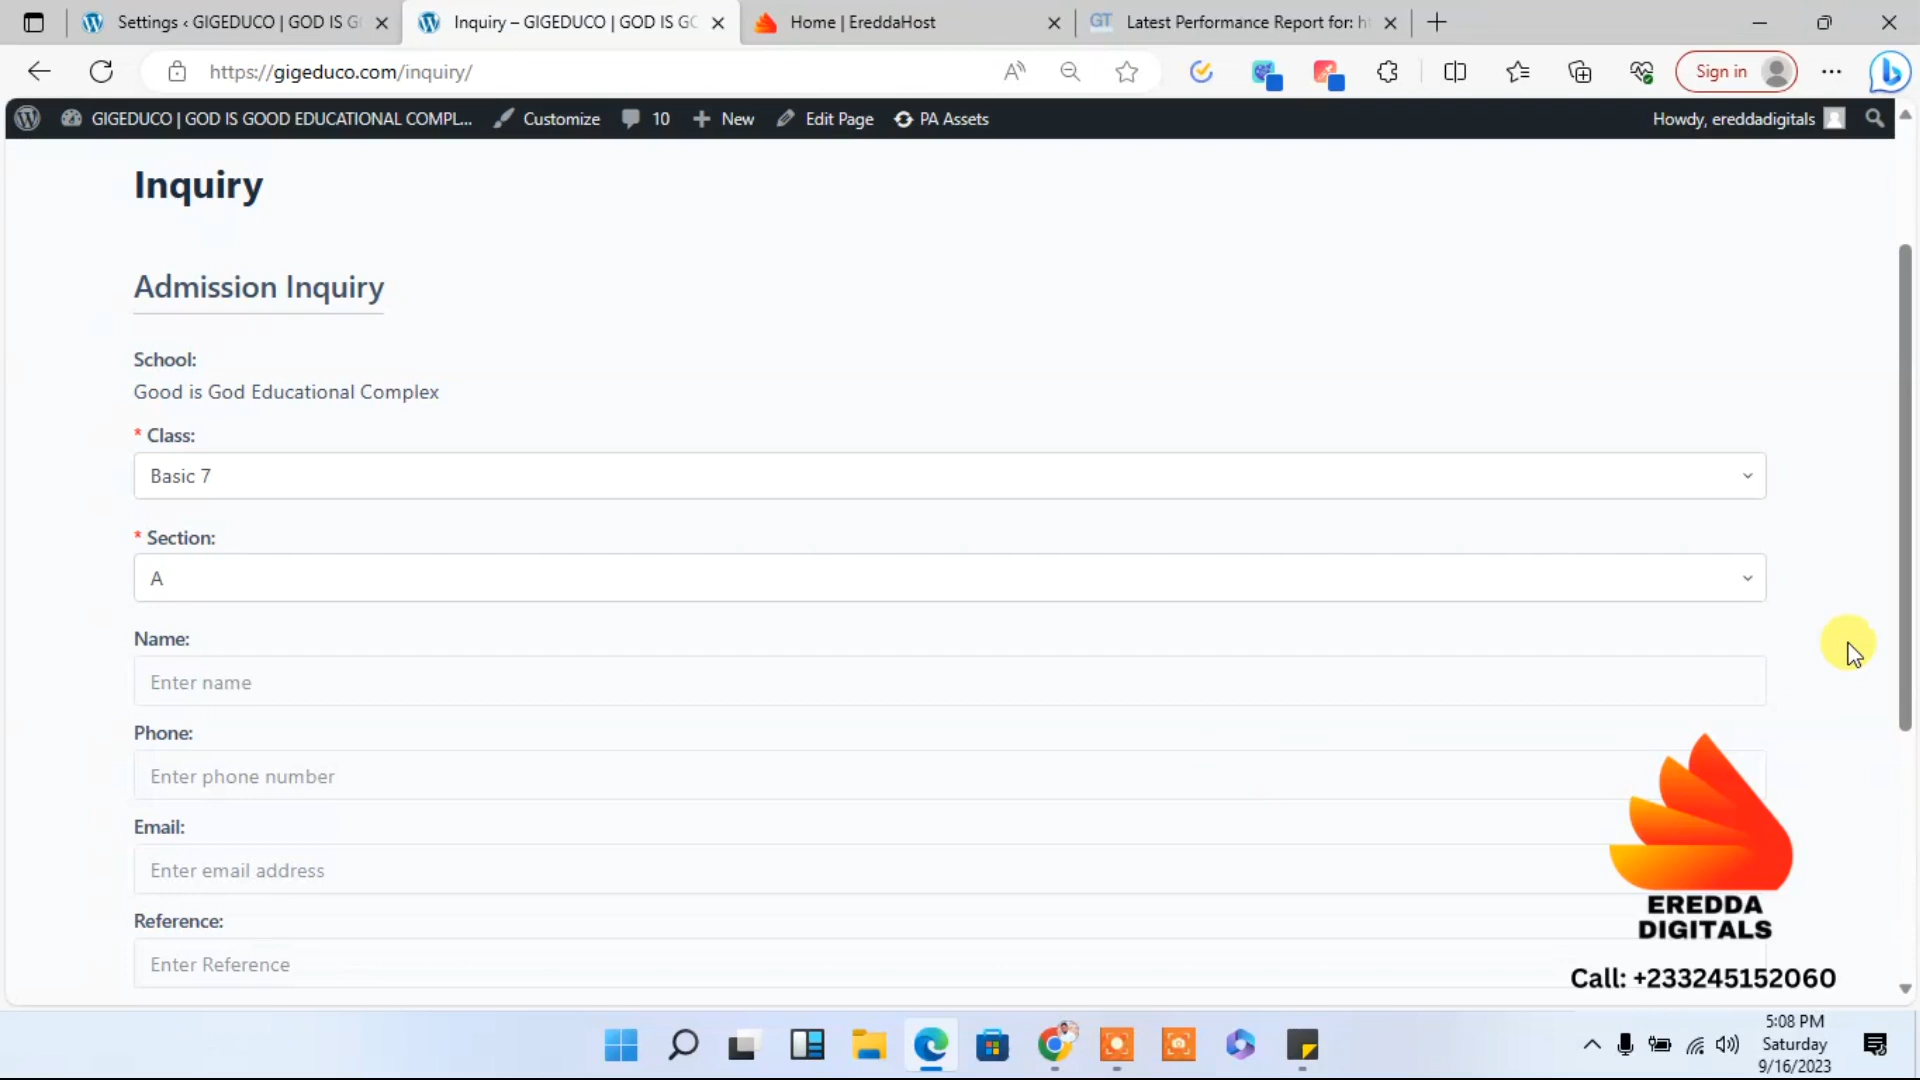 Settings ‹ GIGEDUCO | GOD IS G
Inquiry – GIGEDUCO | GOD IS GO
Home | EreddaHost
GT
Latest Performance Report for: h
https://gigeduco.com/inquiry/
Sign in
GIGEDUCO | GOD IS GOOD EDUCATIONAL COMPL...
Customize
10
New
Edit Page
PA Assets
Howdy, ereddadigitals
Inquiry
Admission Inquiry
School:
Good is God Educational Complex
* Class:
Basic 7
* Section:
A
Name:
Enter name
Phone:
Enter phone number
Email:
Enter email address
Reference:
Enter Reference
EREDDA
DIGITALS
Call: +233245152060
5:08 PM
Saturday
9/16/2023